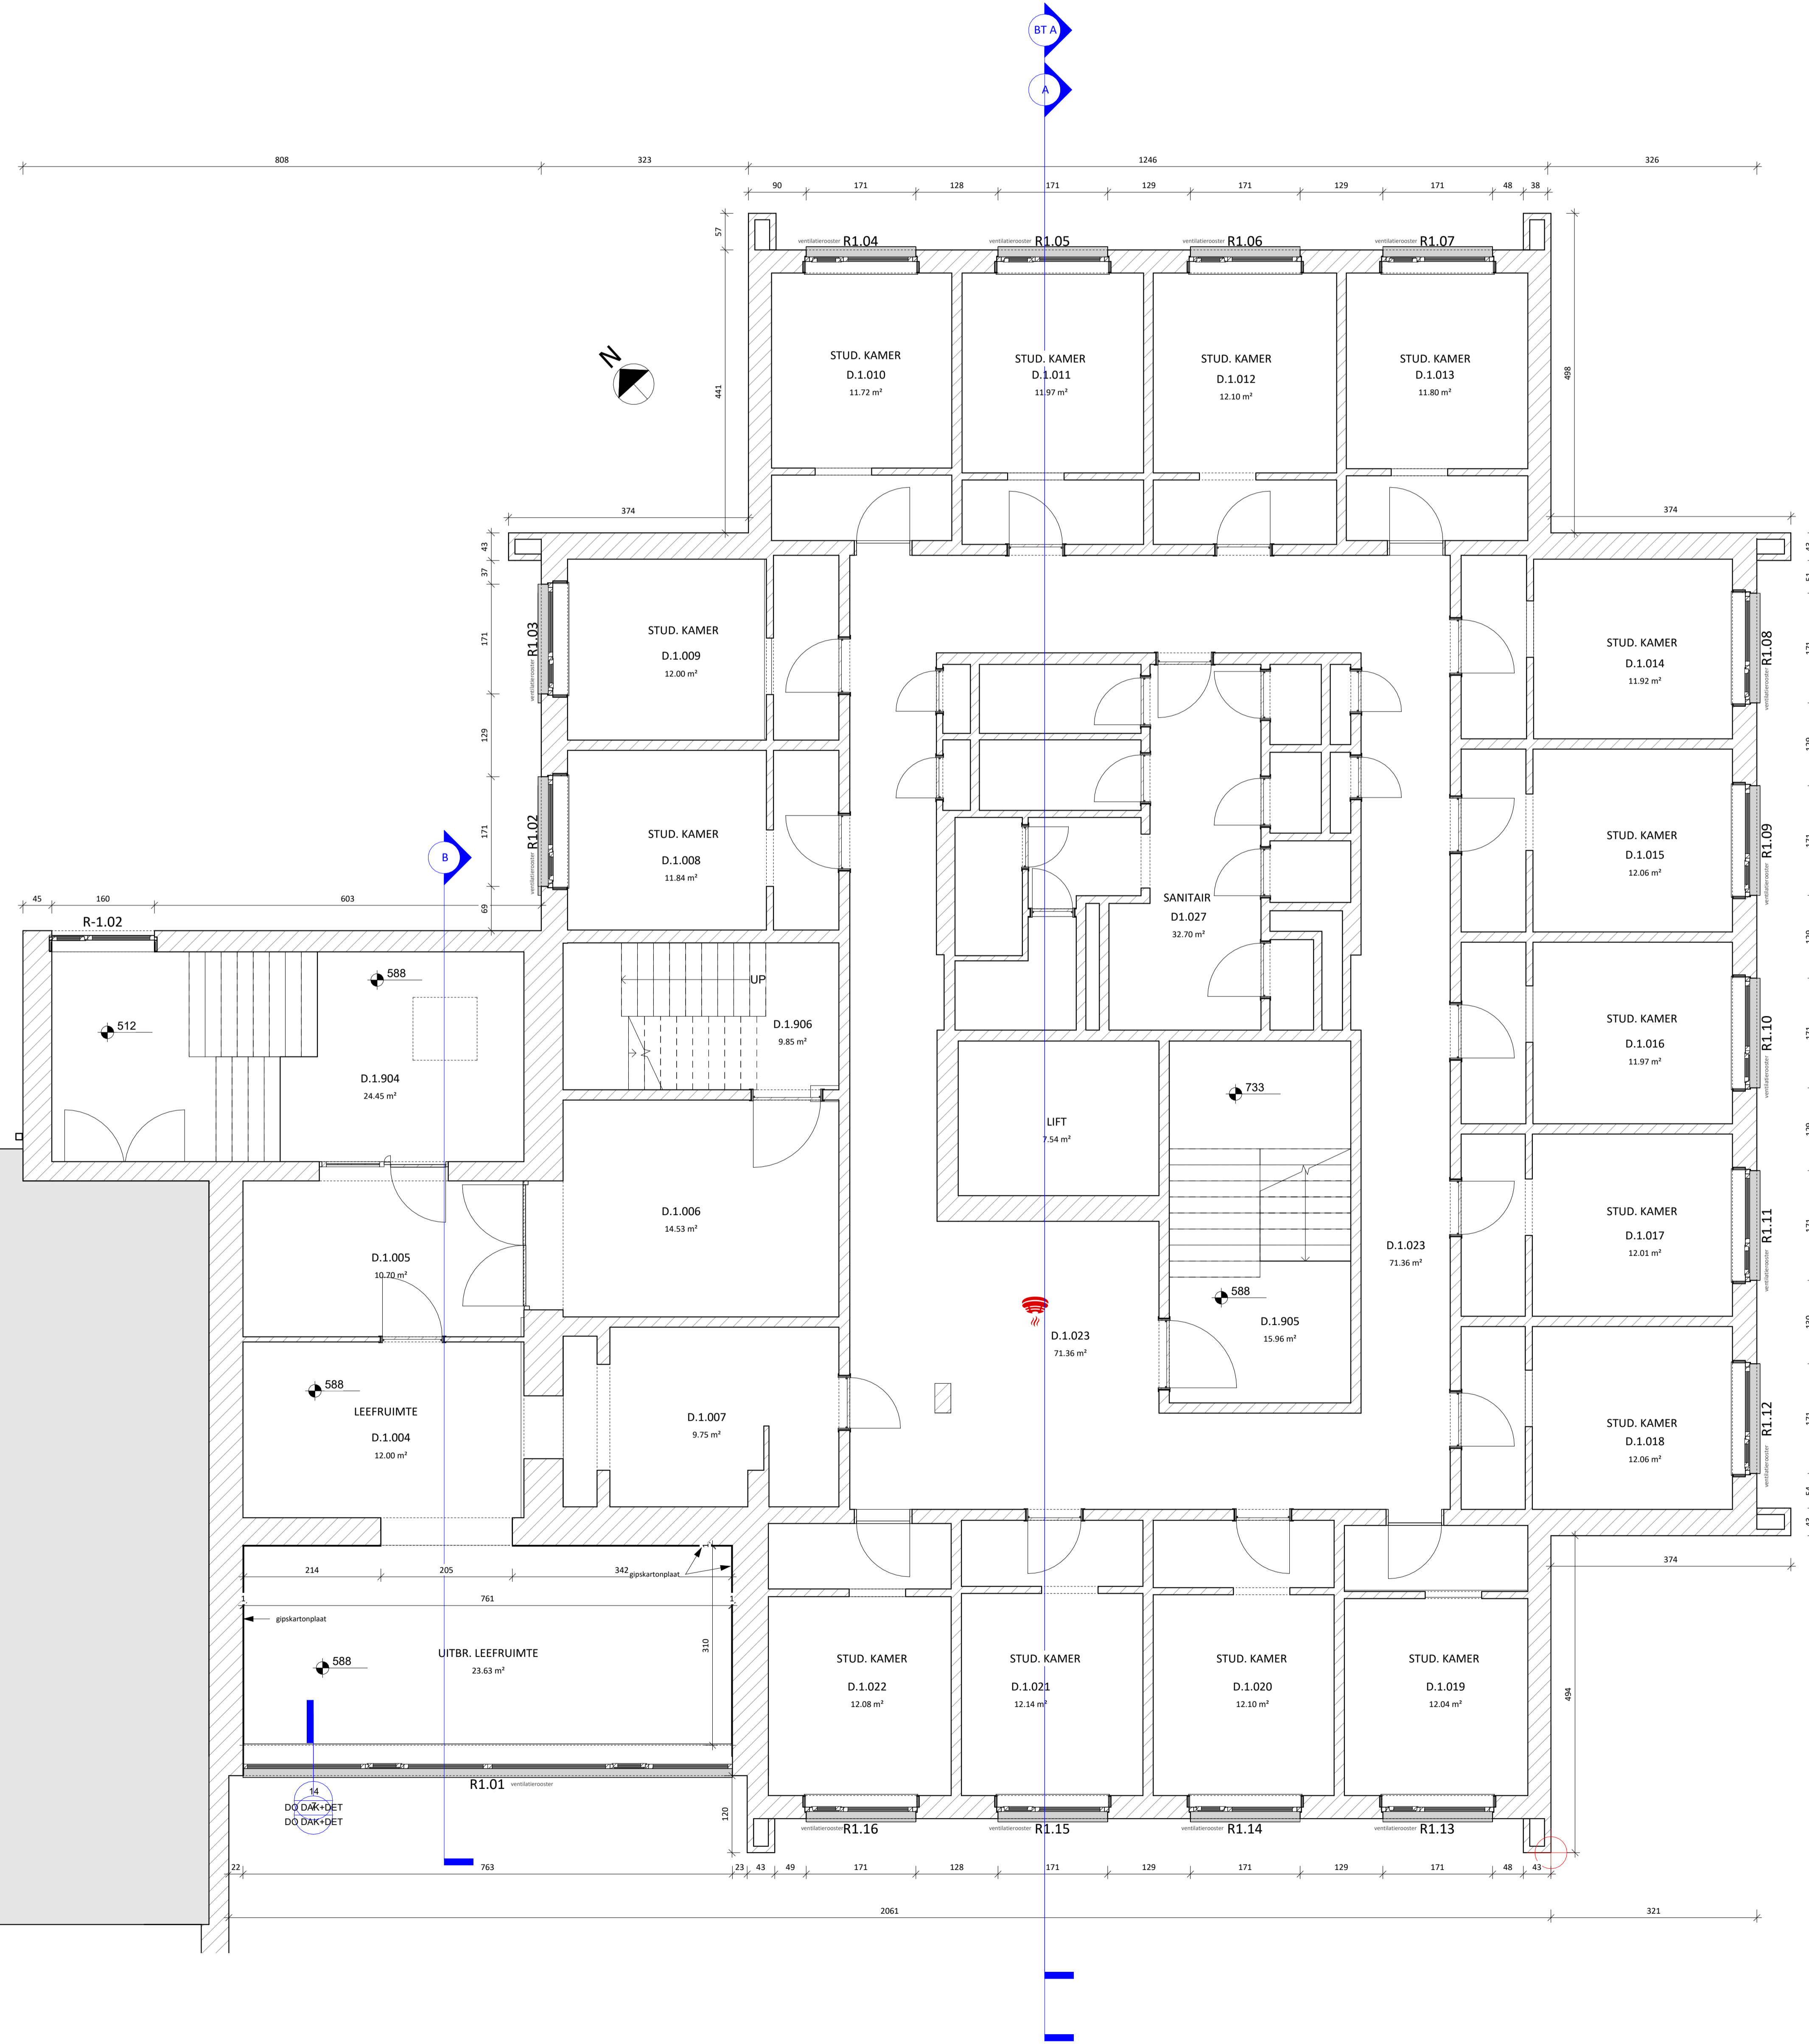 BT A
A
808
323
1246
326
90
171
128
171
129
171
129
171
48
38
57
ventilatierooster R1.04
ventilatierooster R1.05
ventilatierooster R1.06
ventilatierooster R1.07
N
441
498
STUD. KAMER
D.1.010
11.72 m²
STUD. KAMER
D.1.011
11.97 m²
STUD. KAMER
D.1.012
12.10 m²
STUD. KAMER
D.1.013
11.80 m²
374
374
43
37
171
129
171
69
R1.03
ventilatierooster
R1.02
ventilatierooster
STUD. KAMER
D.1.009
12.00 m²
STUD. KAMER
D.1.008
11.84 m²
STUD. KAMER
D.1.014
11.92 m²
R1.08
ventilatierooster
STUD. KAMER
D.1.015
12.06 m²
R1.09
ventilatierooster
STUD. KAMER
D.1.016
11.97 m²
R1.10
ventilatierooster
STUD. KAMER
D.1.017
12.01 m²
R1.11
ventilatierooster
STUD. KAMER
D.1.018
12.06 m²
R1.12
ventilatierooster
B
45
160
603
R-1.02
588
512
D.1.904
24.45 m²
UP
D.1.906
9.85 m²
SANITAIR
D1.027
32.70 m²
LIFT
7.54 m²
733
D.1.006
14.53 m²
D.1.005
10.70 m²
D.1.023
71.36 m²
588
D.1.905
15.96 m²
D.1.023
71.36 m²
588
LEEFRUIMTE
D.1.004
12.00 m²
D.1.007
9.75 m²
214
205
342
gipskartonplaat
1
761
1
gipskartonplaat
310
UITBR. LEEFRUIMTE
23.63 m²
588
STUD. KAMER
D.1.022
12.08 m²
STUD. KAMER
D.1.021
12.14 m²
STUD. KAMER
D.1.020
12.10 m²
STUD. KAMER
D.1.019
12.04 m²
374
494
R1.01 ventilatierooster
14
7
DO DAK+DET
DO DAK+DET
120
ventilatierooster R1.16
ventilatierooster R1.15
ventilatierooster R1.14
ventilatierooster R1.13
22
763
23
43
49
171
128
171
129
171
129
171
48
43
2061
321